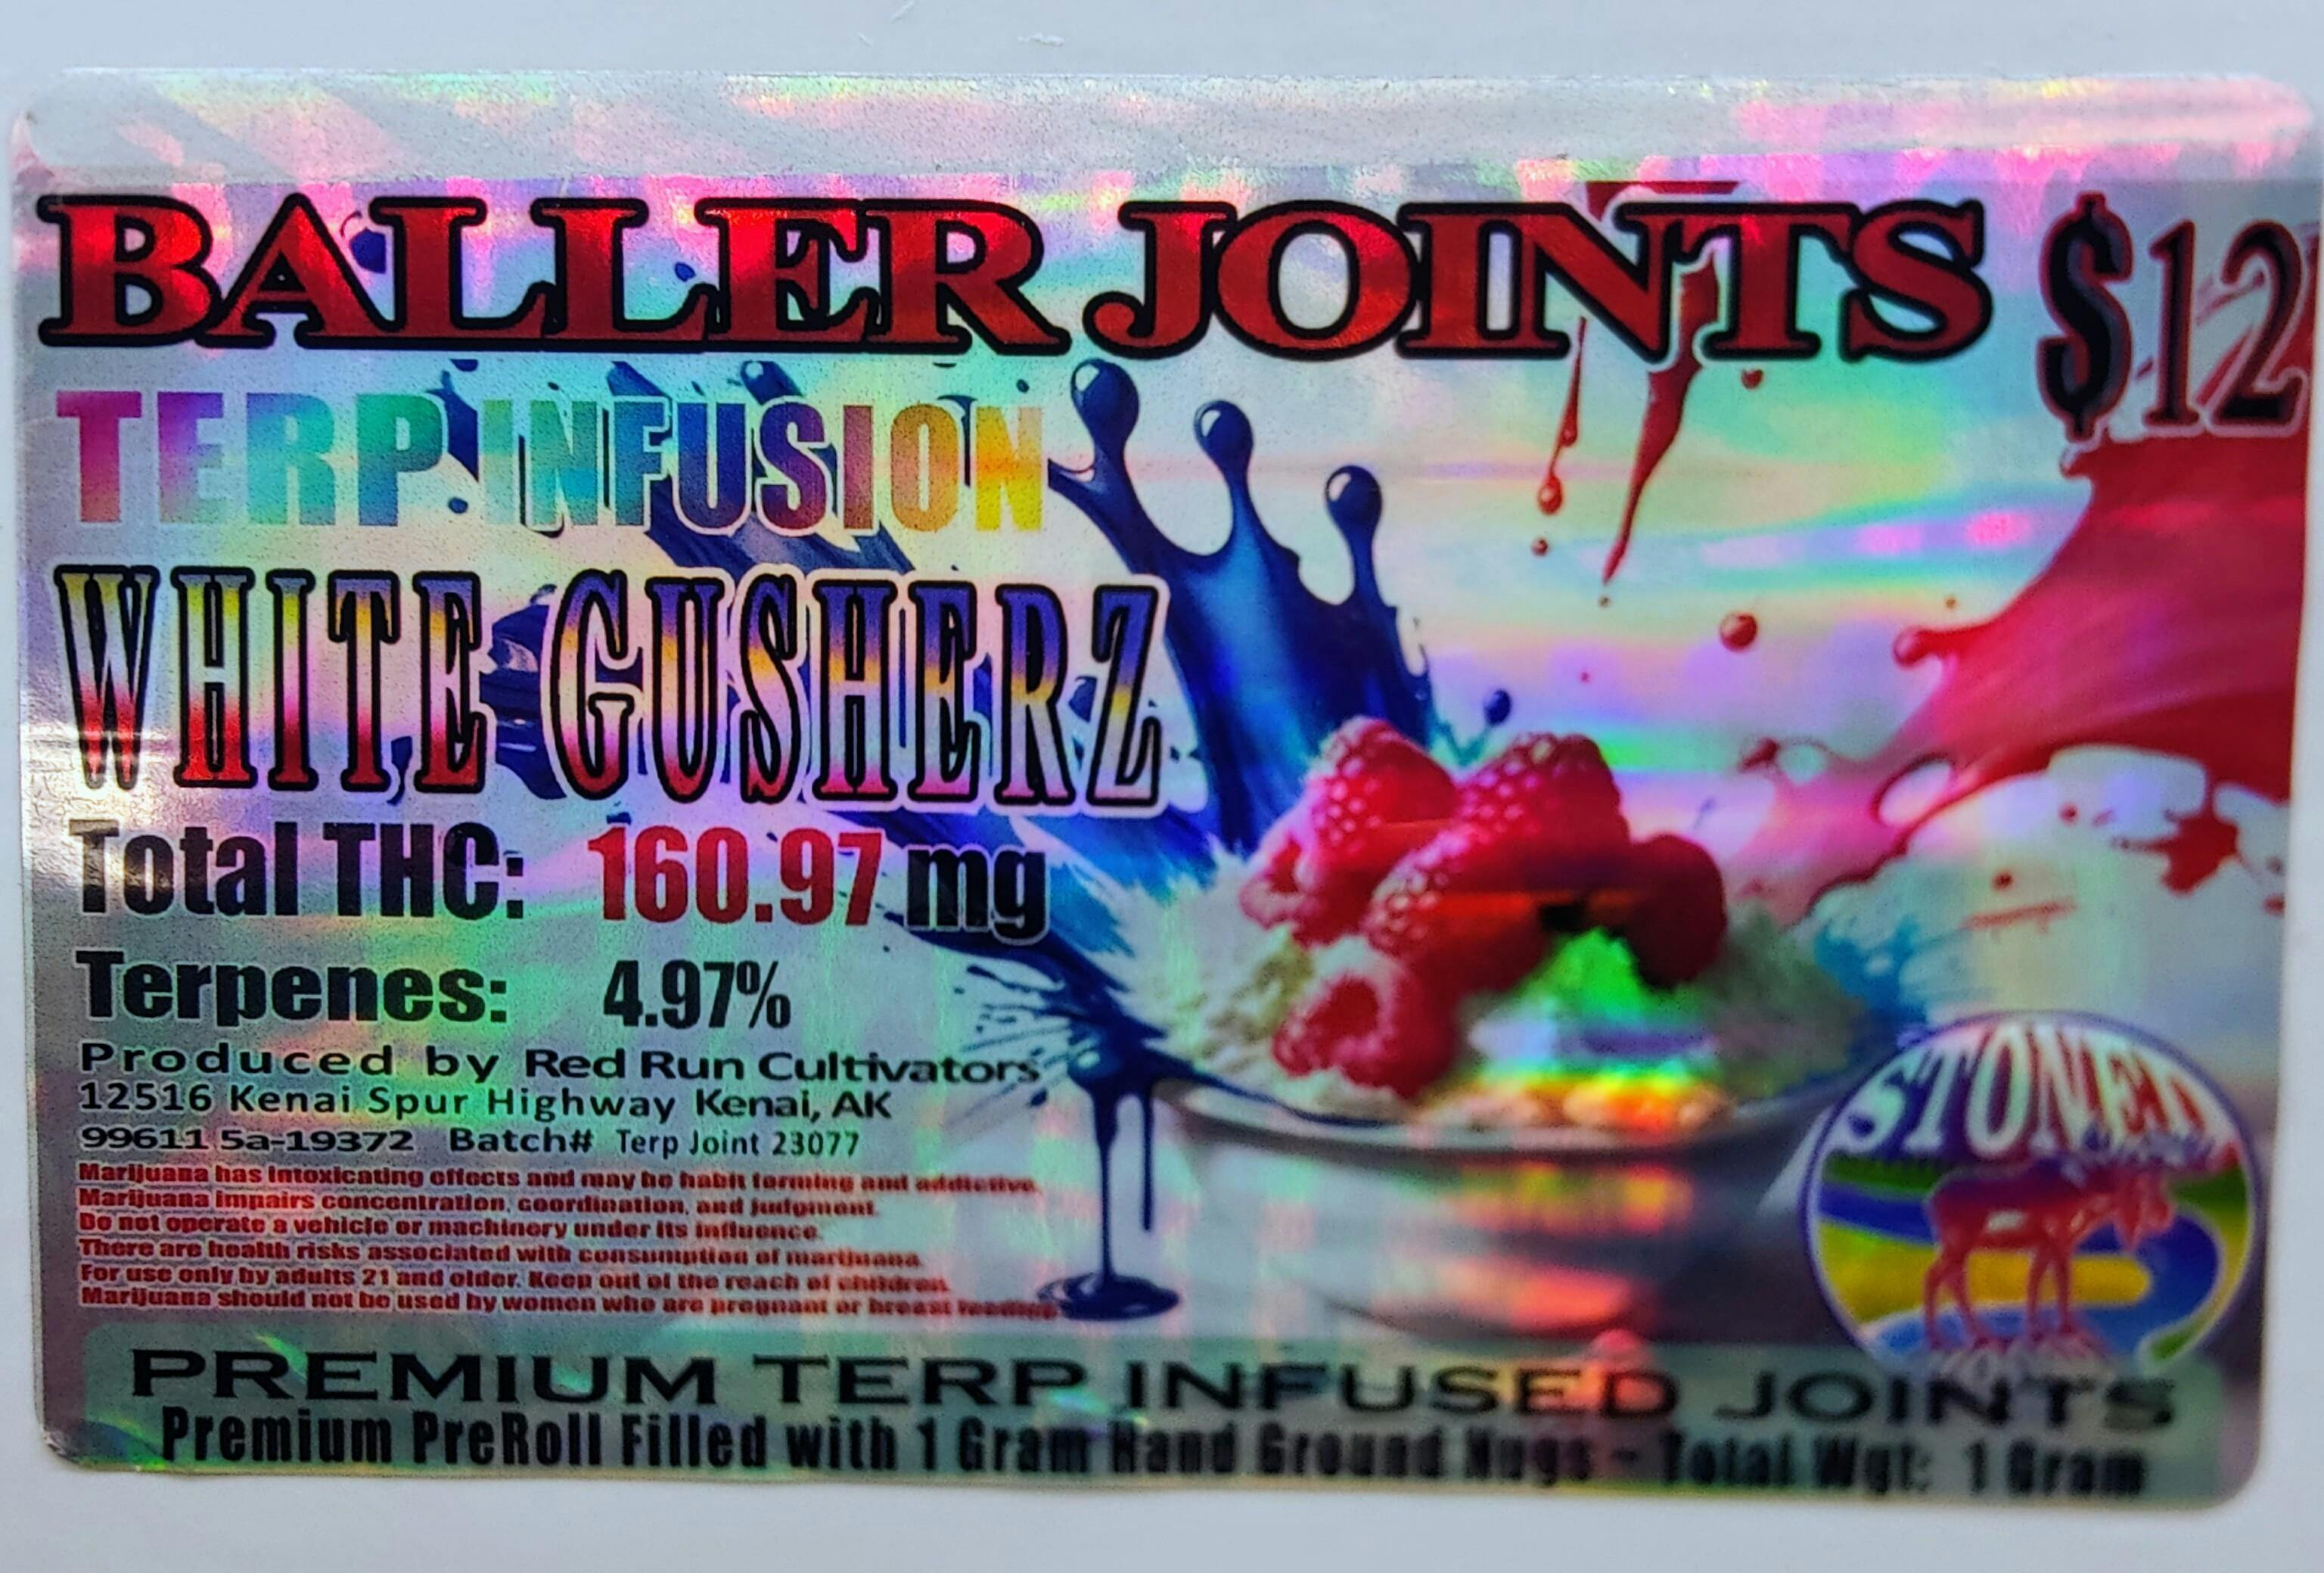 BALLER JOINTS $12
TERP INFUSION
WHITE GUSHERZ
Total THC: 160.97 mg
Terpenes: 4.97%
Produced by Red Run Cultivators
12516 Kenai Spur Highway Kenai, AK
99611 5a-19372 Batch# Terp Joint 23077
Marijuana has intoxicating effects and may be habit forming and addictive.
Marijuana impairs concentration, coordination, and judgment.
Do not operate a vehicle or machinery under its influence.
There are health risks associated with consumption of marijuana.
For use only by adults 21 and older. Keep out of the reach of children.
Marijuana should not be used by women who are pregnant or breast feeding.
STONED
PREMIUM TERP INFUSED JOINTS
Premium PreRoll Filled with 1 Gram Hand Ground Nugs - Total Wgt: 1 Gram